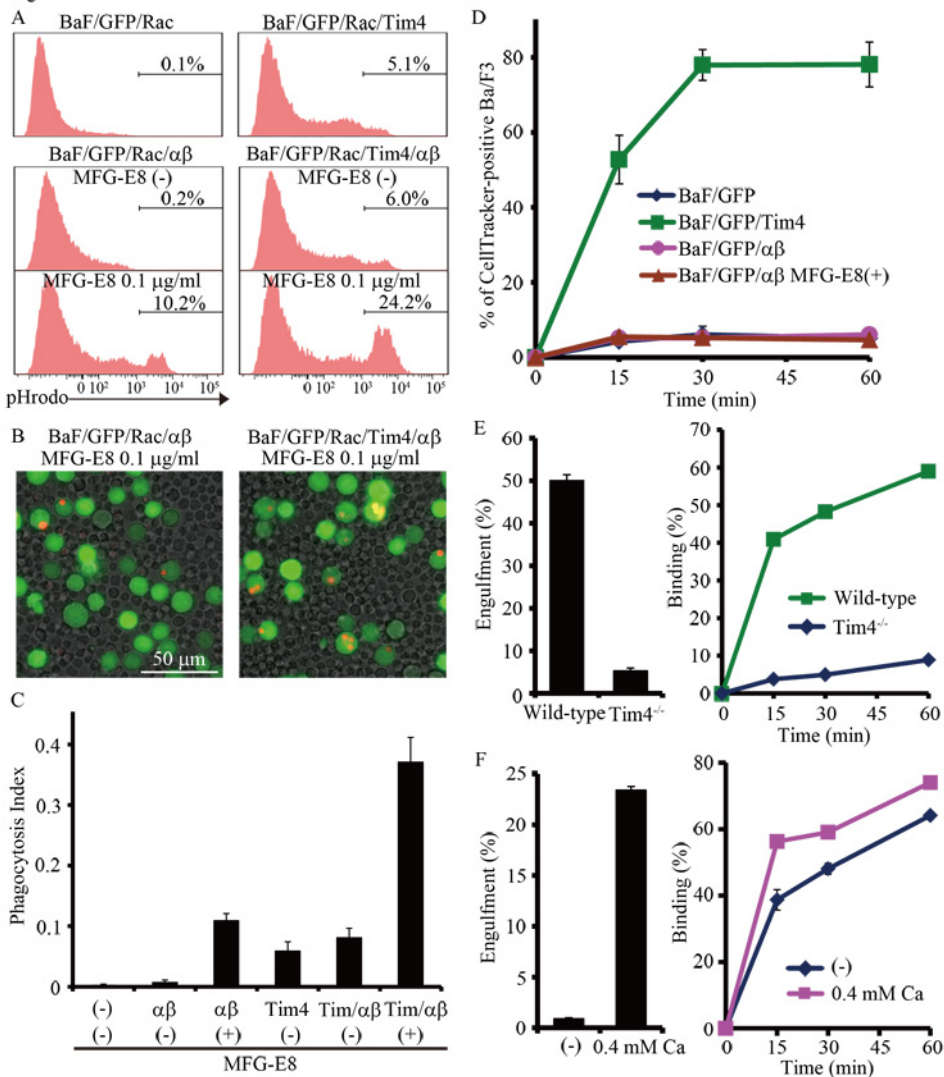 A
BaF/GFP/Rac
0.1%
BaF/GFP/Rac/Tim4
5.1%
BaF/GFP/Rac/αβ
MFG-E8 (-)
0.2%
BaF/GFP/Rac/Tim4/αβ
MFG-E8 (-)
6.0%
MFG-E8 0.1 μg/ml
10.2%
MFG-E8 0.1 μg/ml
24.2%
0 10² 10³ 10⁴ 10⁵
0 10² 10³ 10⁴ 10⁵
pHrodo
B
BaF/GFP/Rac/αβ
MFG-E8 0.1 μg/ml
BaF/GFP/Rac/Tim4/αβ
MFG-E8 0.1 μg/ml
50 μm
C
Phagocytosis Index
0.4
0.3
0.2
0.1
0
(-) αβ αβ Tim4 Tim/αβ Tim/αβ
(-) (-) (+) (-) (-) (+)
MFG-E8
D
% of CellTracker-positive Ba/F3
80
60
40
20
0
BaF/GFP
BaF/GFP/Tim4
BaF/GFP/αβ
BaF/GFP/αβ MFG-E8(+)
0 15 30 45 60
Time (min)
E
Engulfment (%)
60
50
40
30
20
10
0
Wild-type Tim4⁻/⁻
Binding (%)
70
60
50
40
30
20
10
0
Wild-type
Tim4⁻/⁻
0 15 30 45 60
Time (min)
F
Engulfment (%)
25
20
15
10
5
0
(-) 0.4 mM Ca
Binding (%)
80
60
40
20
0
(-)
0.4 mM Ca
0 15 30 45 60
Time (min)